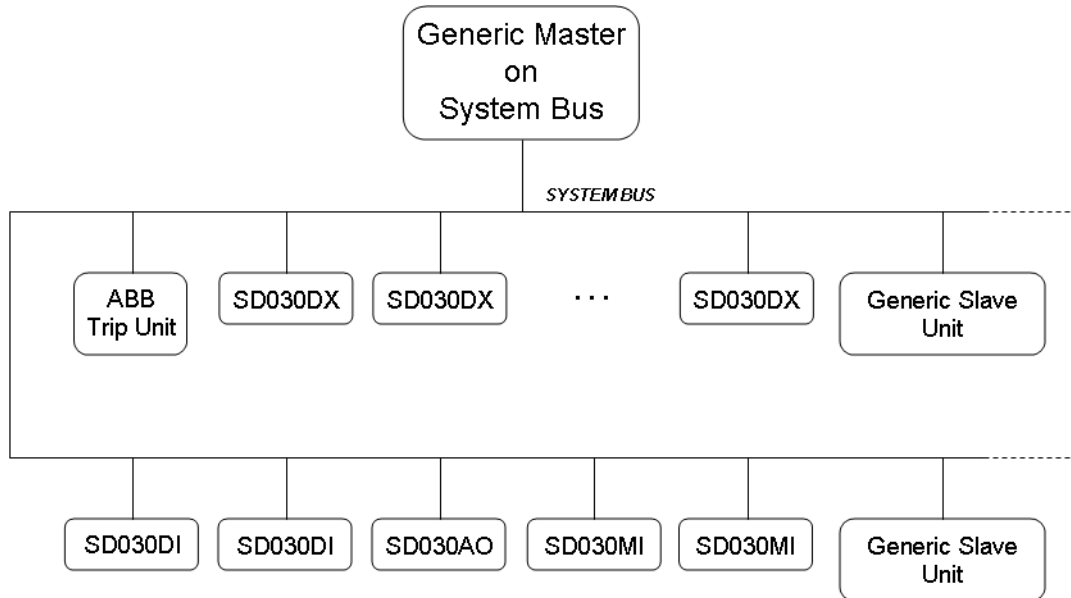 Generic Master
on
System Bus
SYSTEM BUS
ABB
Trip Unit
SD030DX
SD030DX
...
SD030DX
Generic Slave
Unit
SD030DI
SD030DI
SD030AO
SD030MI
SD030MI
Generic Slave
Unit